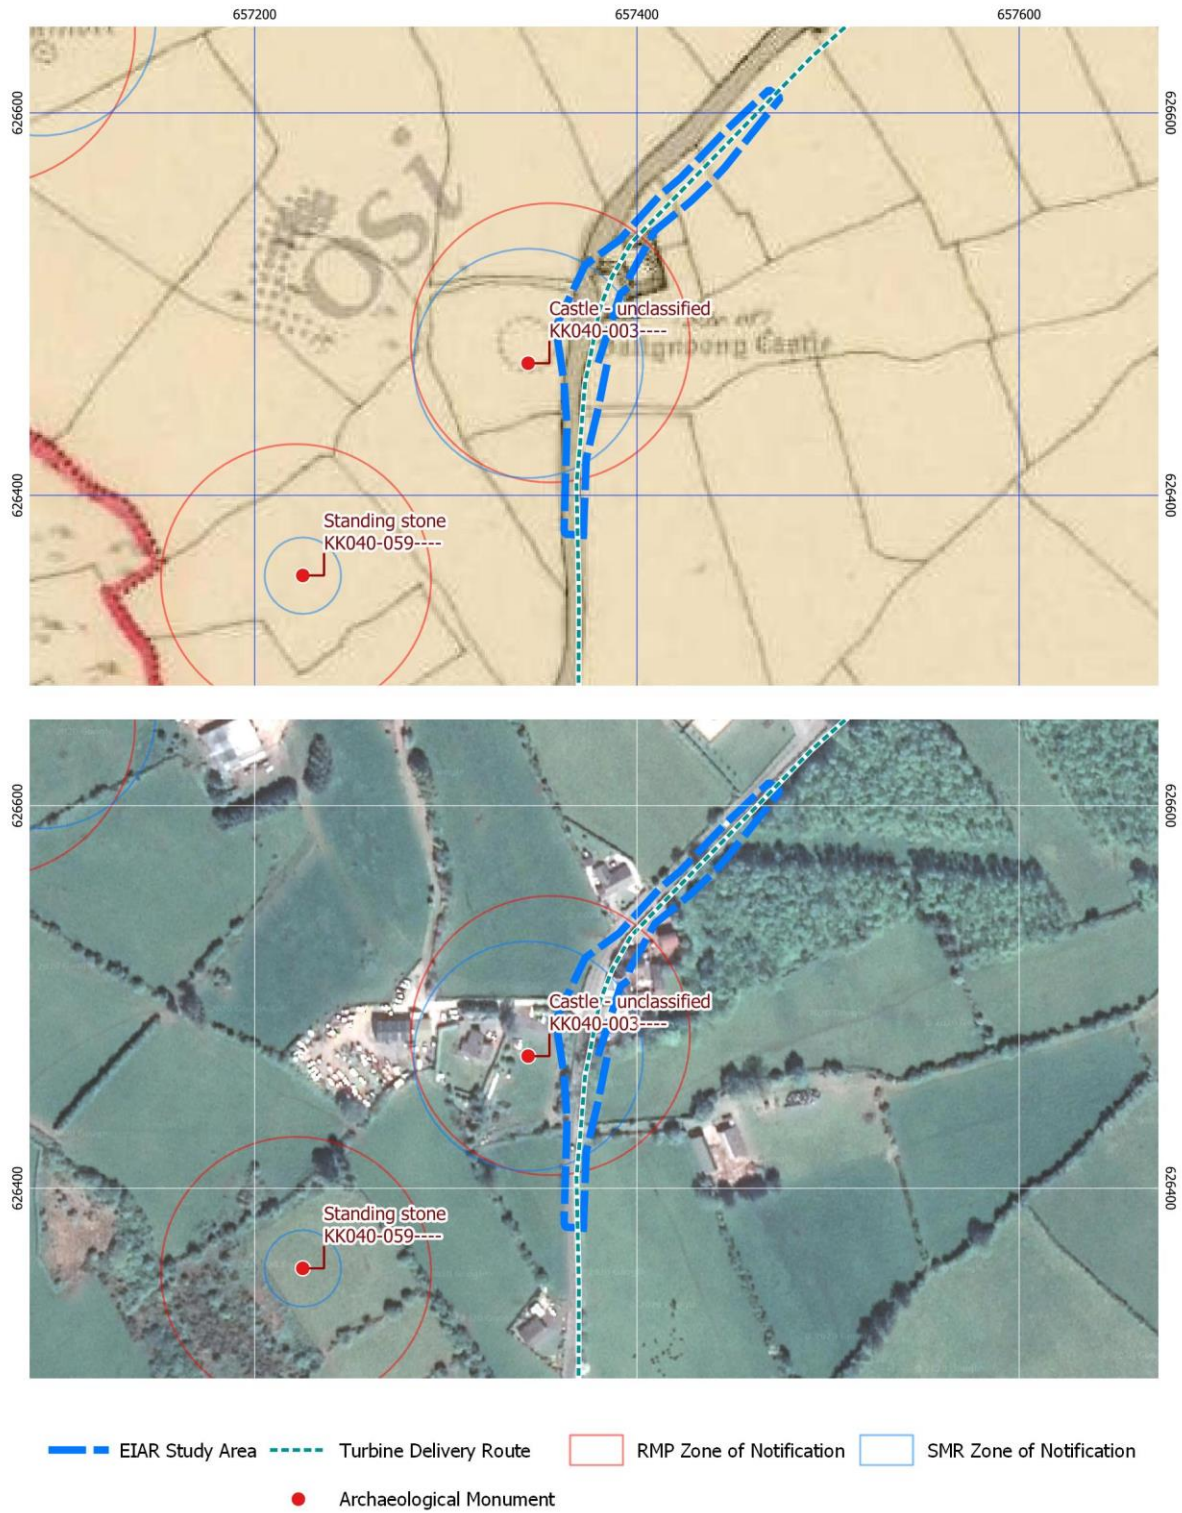 657200 657400 657600
626600 626600
OSi
Castle - unclassified
KK040-003----
Castle
626400 626400
Standing stone
KK040-059----
626600 626600
Castle - unclassified
KK040-003----
626400 626400
Standing stone
KK040-059----
EIAR Study Area Turbine Delivery Route RMP Zone of Notification SMR Zone of Notification
Archaeological Monument